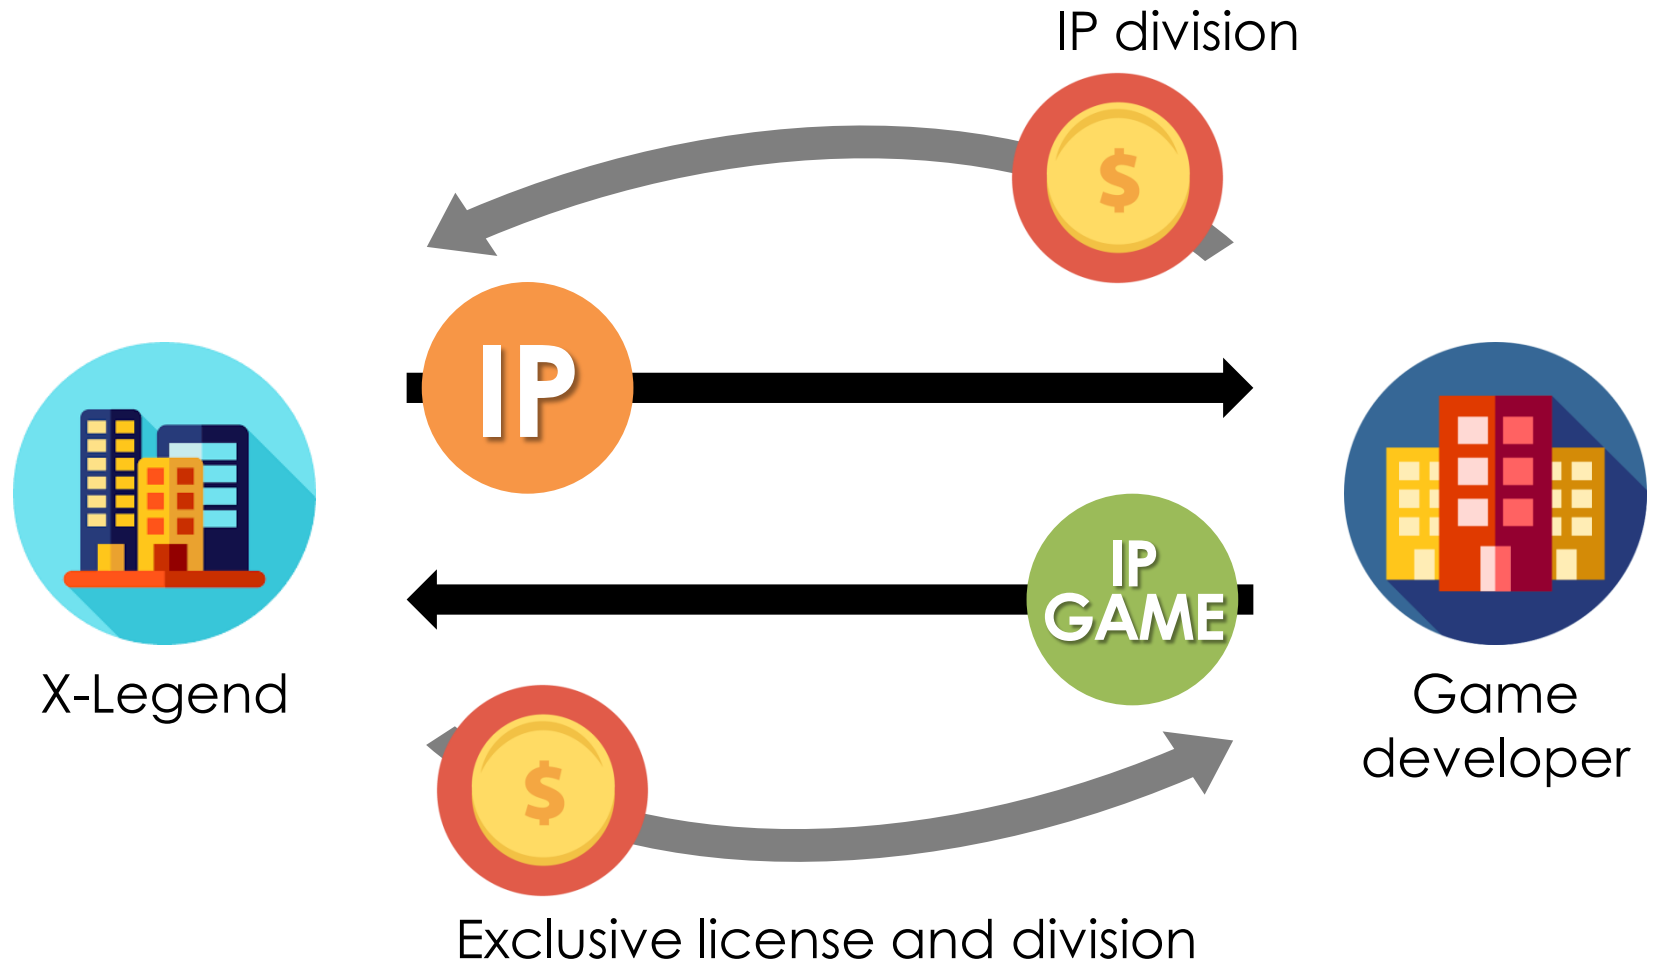 IP division
$
IP
IP
GAME
X-Legend
Game
developer
$
Exclusive license and division